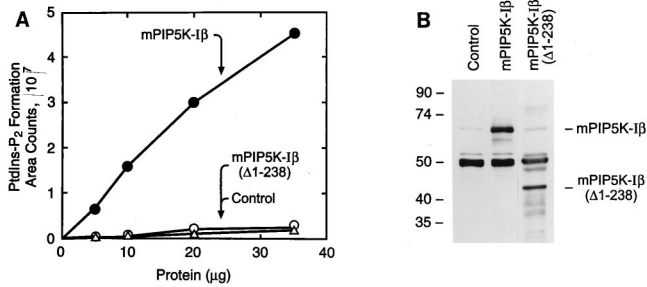 A
PtdIns-P2 Formation
Area Counts, 10 7
5
4
3
2
1
0
0
10
20
30
40
Protein (µg)
mPIP5K-Iβ
mPIP5K-Iβ
(Δ1-238)
Control
B
Control
mPIP5K-Iβ
mPIP5K-Iβ
(Δ1-238)
90 –
74 –
50 –
40 –
35 –
– mPIP5K-Iβ
– mPIP5K-Iβ
(Δ1-238)